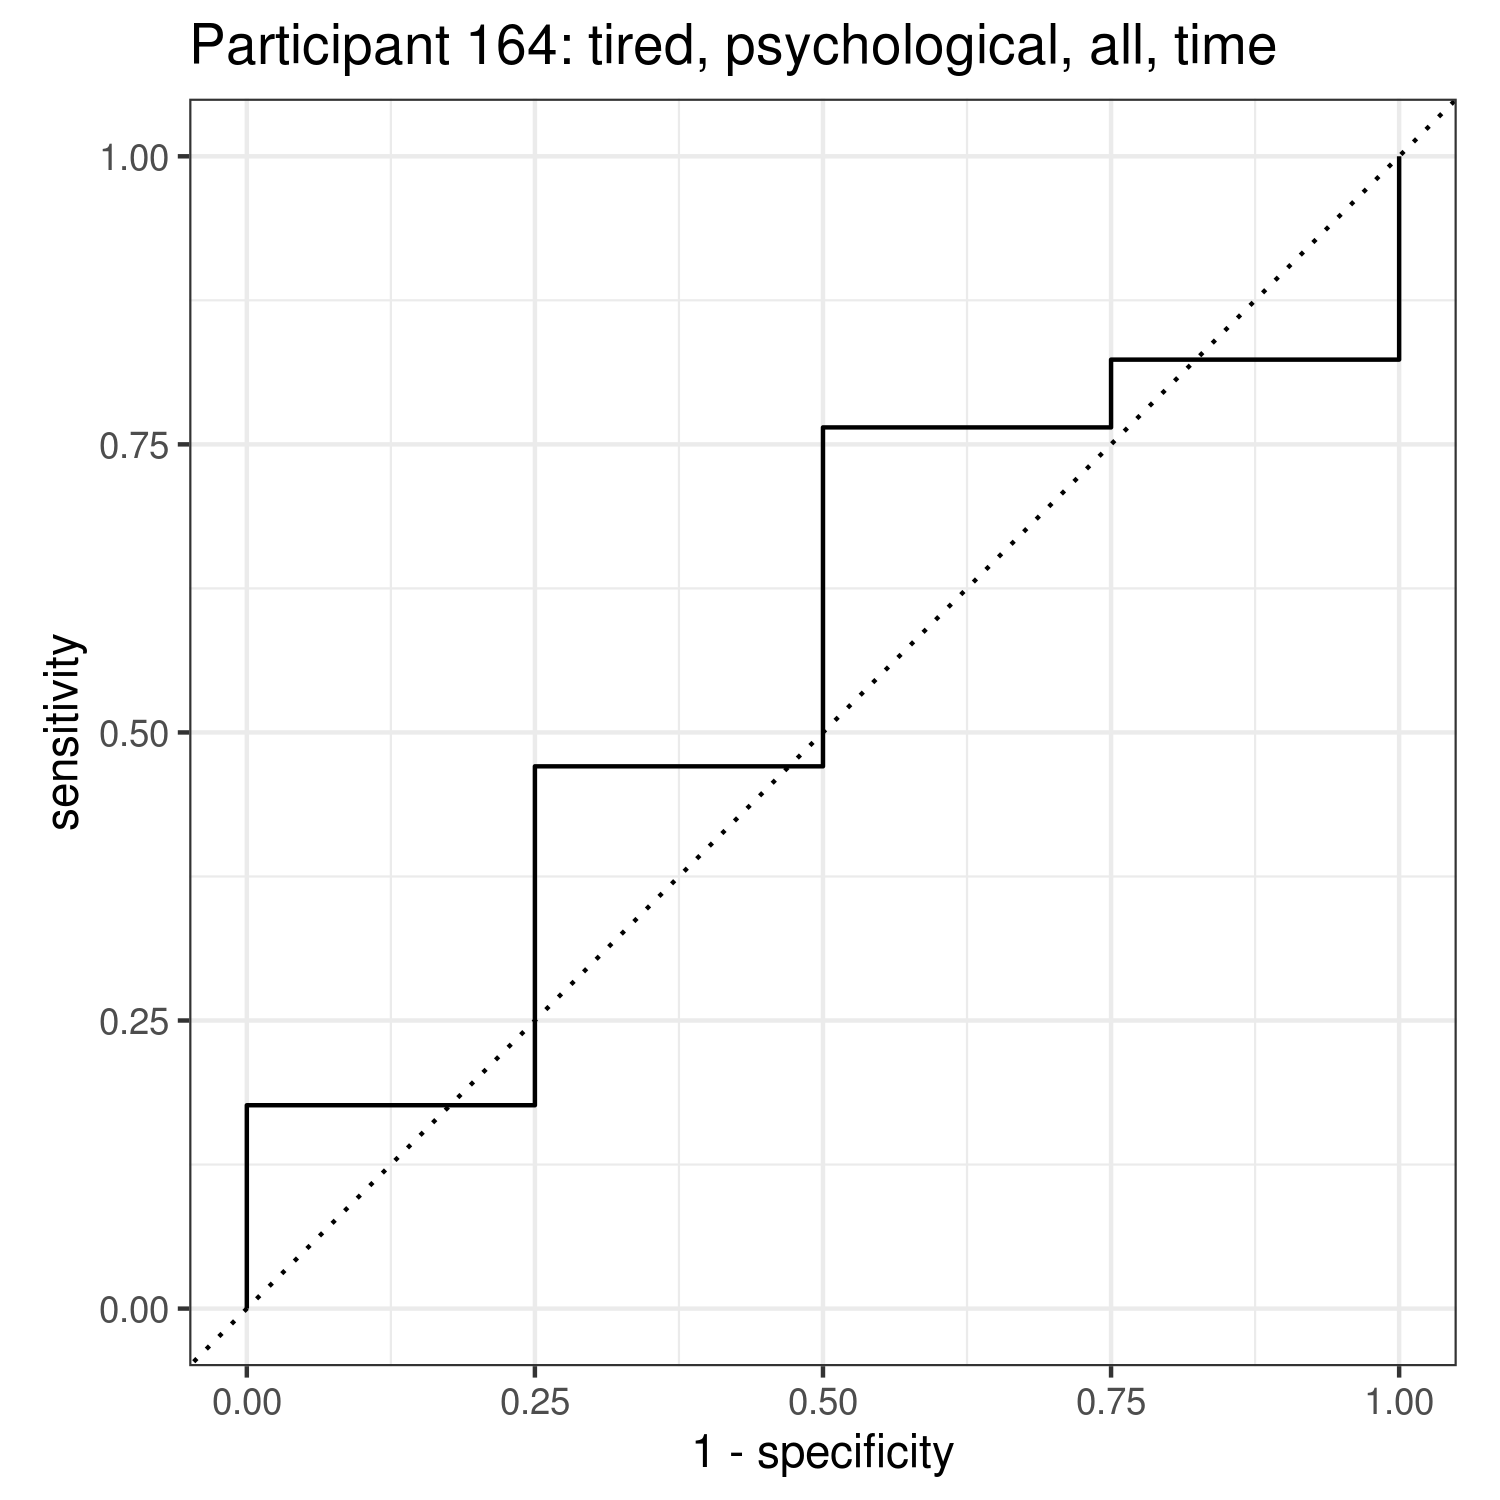 Participant 164: tired, psychological, all, time
1.00
0.75
0.50
0.25
0.00
sensitivity
0.00 0.25 0.50 0.75 1.00
1 - specificity